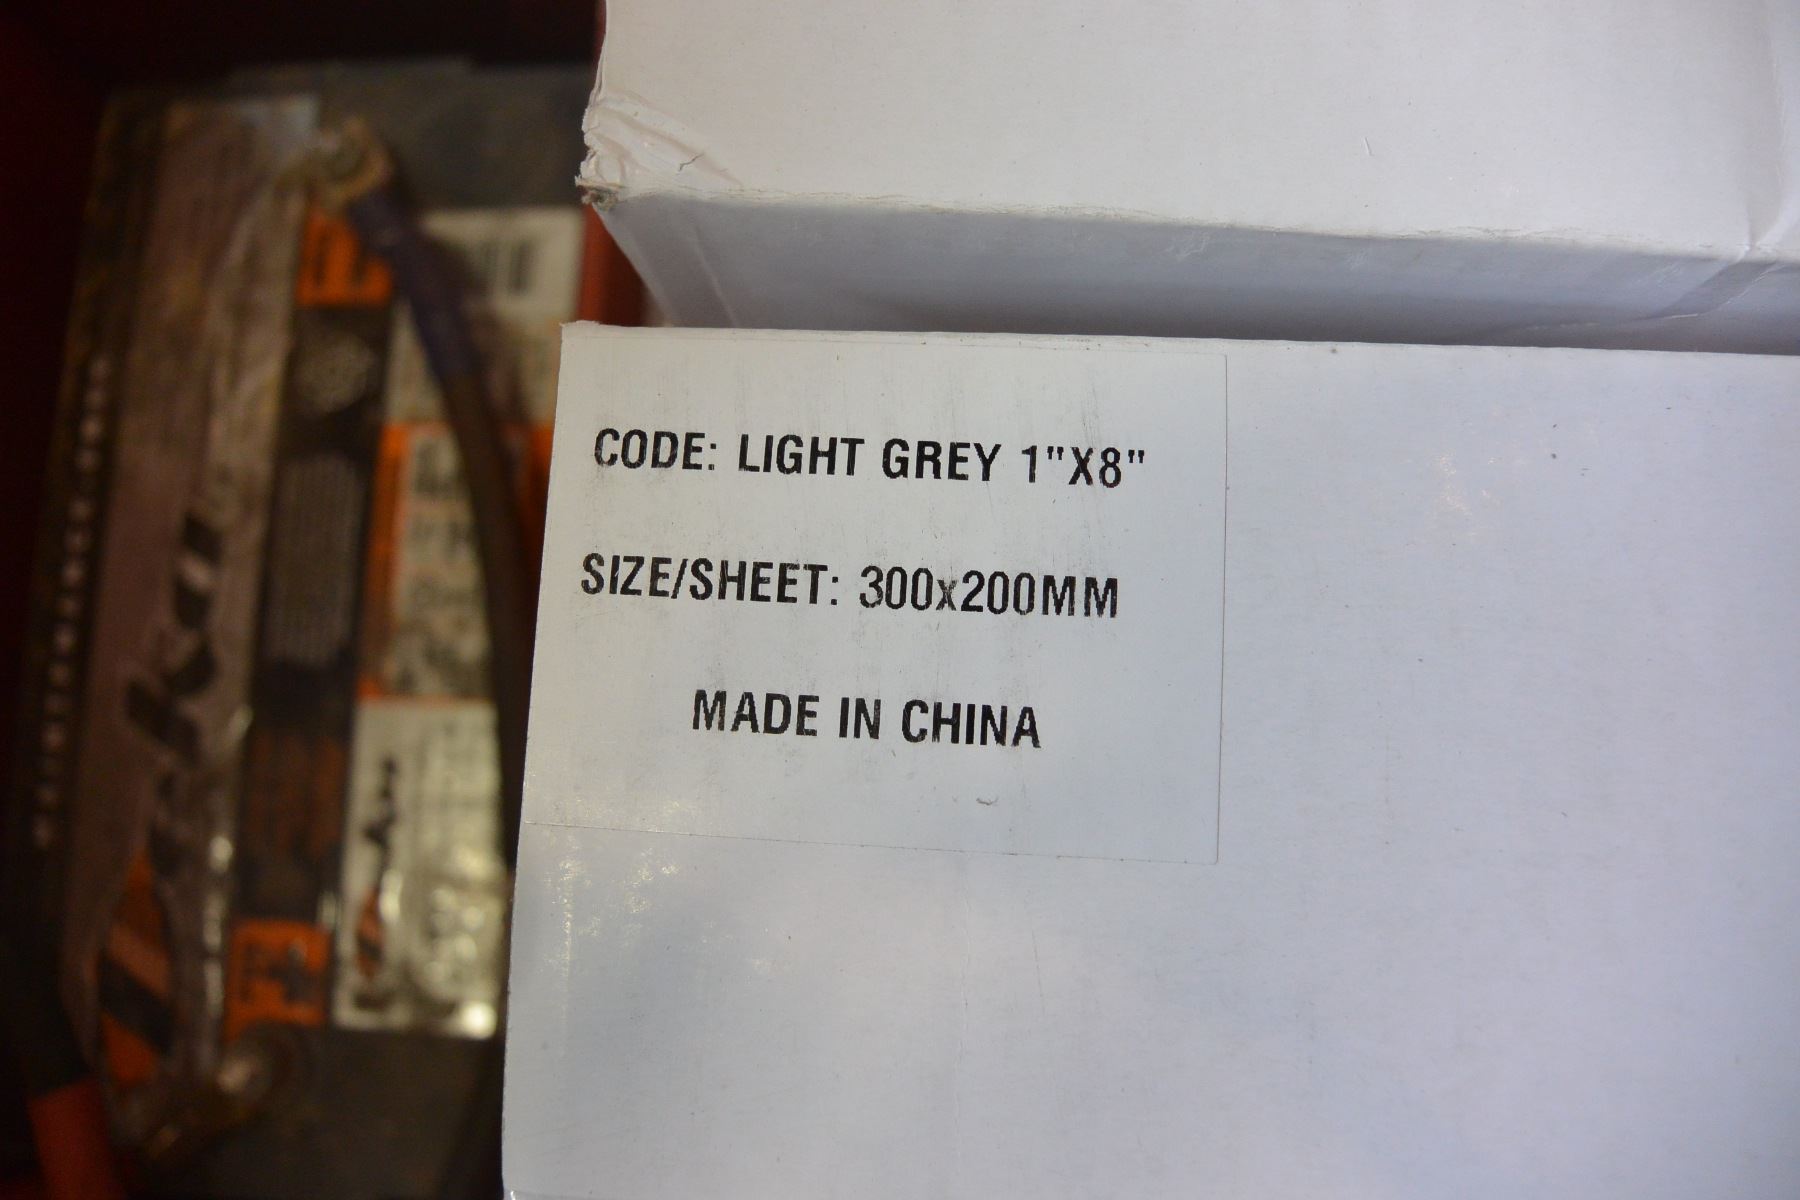 CODE: LIGHT GREY 1"X8"
SIZE/SHEET: 300x200MM
MADE IN CHINA